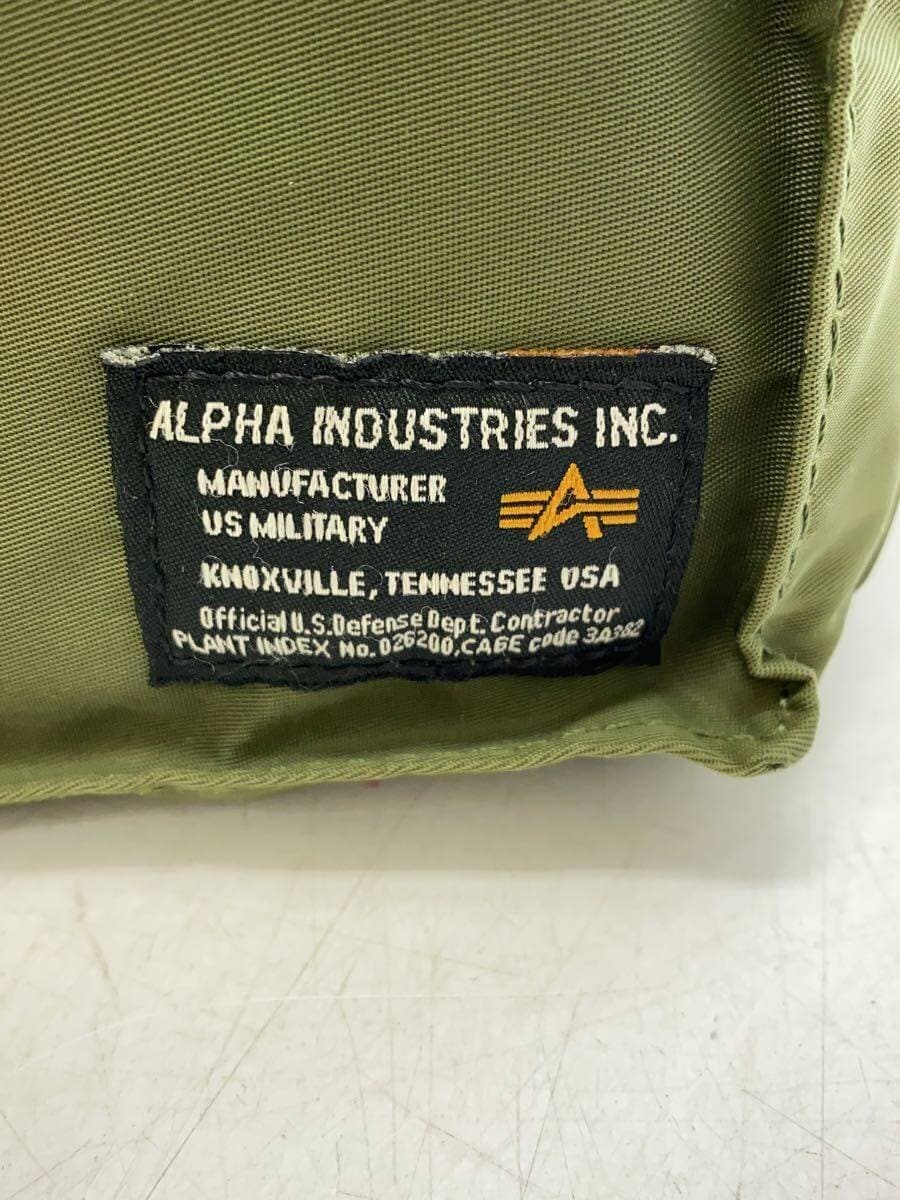 ALPHA INDUSTRIES INC.
MANUFACTURER
US MILITARY
KNOXVILLE, TENNESSEE USA
Official U.S. Defense Dept. Contractor
PLANT INDEX No. 026200, CAGE code 3A382